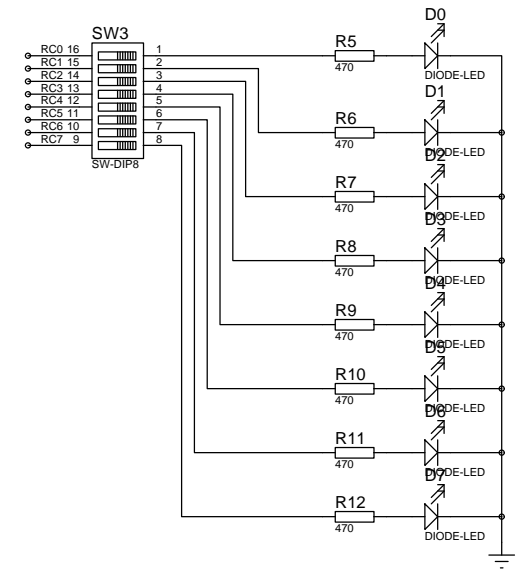 SW3
RC0 16 1
RC1 15 2
RC2 14 3
RC3 13 4
RC4 12 5
RC5 11 6
RC6 10 7
RC7 9 8
SW-DIP8
D0
R5
470
DIODE-LED
D1
R6
470
DIODE-LED
D2
R7
470
DIODE-LED
D3
R8
470
DIODE-LED
D4
R9
470
DIODE-LED
D5
R10
470
DIODE-LED
D6
R11
470
DIODE-LED
D7
R12
470
DIODE-LED